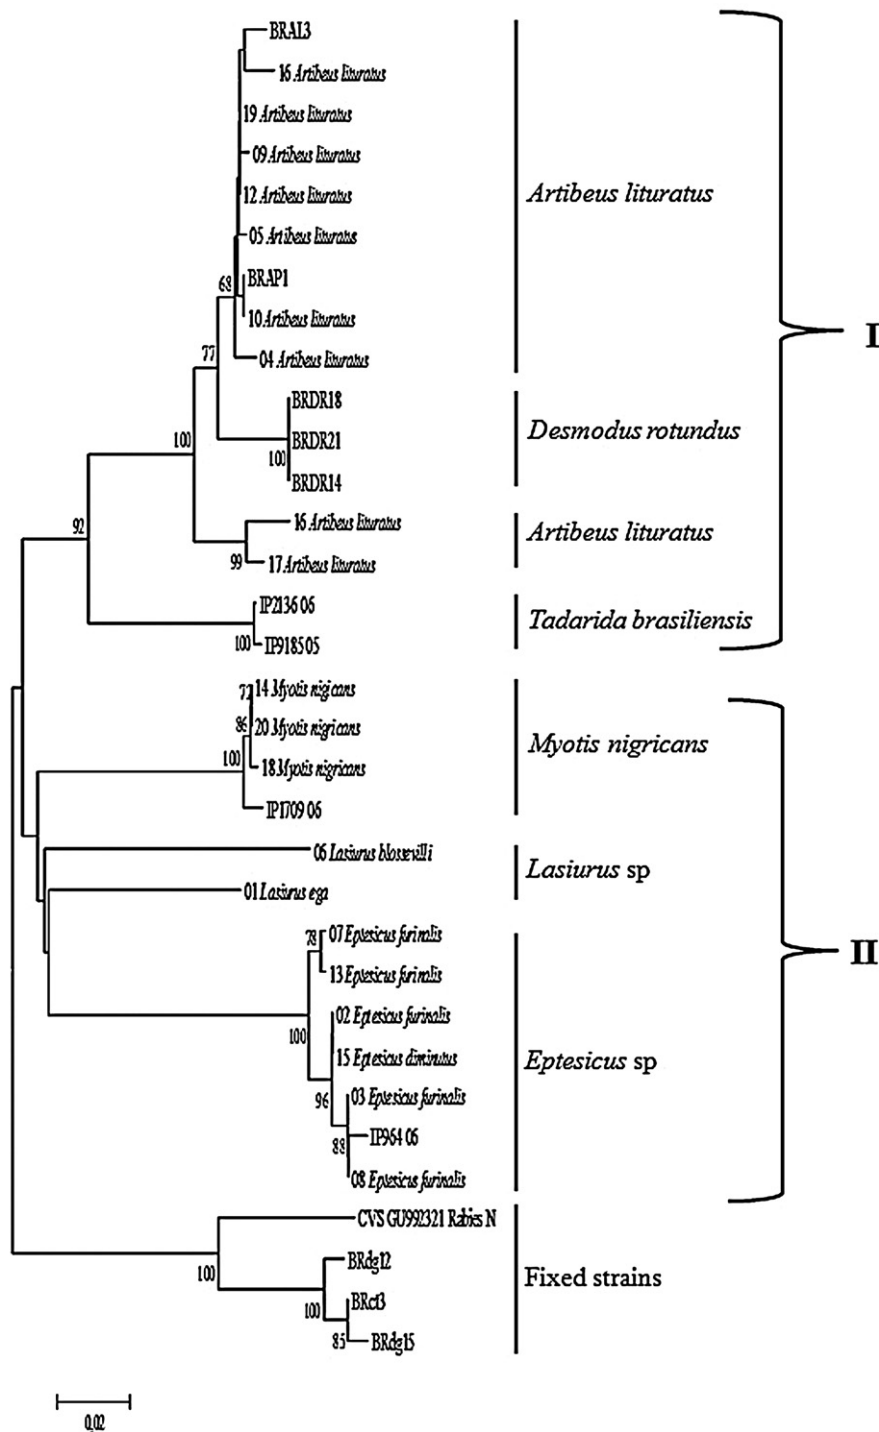 BRAL3
16 Artibeus lituratus
19 Artibeus lituratus
09 Artibeus lituratus
12 Artibeus lituratus
05 Artibeus lituratus
BRAP1
68
10 Artibeus lituratus
04 Artibeus lituratus
Artibeus lituratus
I
77
BRDR18
BRDR21
100
BRDR14
Desmodus rotundus
100
16 Artibeus lituratus
99
17 Artibeus lituratus
Artibeus lituratus
92
IP2136 06
100
IP918505
Tadarida brasiliensis
72
14 Myotis nigricans
86
20 Myotis nigricans
100
18 Myotis nigricans
IP1709 06
Myotis nigricans
06 Lasiurus blossevilli
01 Lasiurus ega
Lasiurus sp
II
78
07 Eptesicus furinalis
13 Eptesicus furinalis
100
02 Eptesicus furinalis
15 Eptesicus diminutus
96
03 Eptesicus furinalis
88
IP964 06
08 Eptesicus furinalis
Eptesicus sp
CVS GU992321 Rabies N
100
BRdg12
100
BRct3
85
BRdg15
Fixed strains
0.02